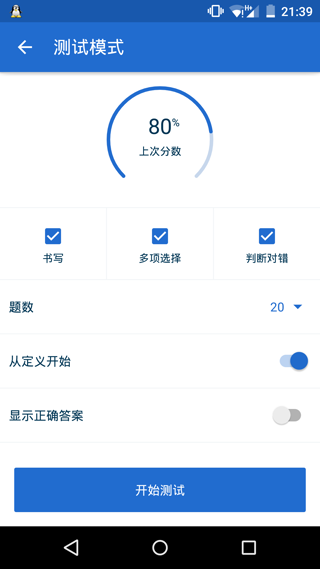 21:39
测试模式
80%
上次分数
书写
多项选择
判断对错
题数
20
从定义开始
显示正确答案
开始测试